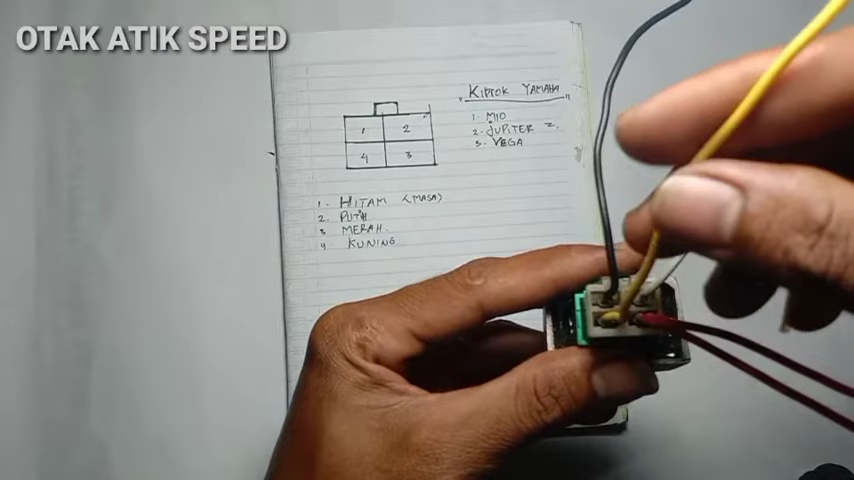 OTAK ATIK SPEED
"KIPROK YAMAHA"
1. MIO
2. JUPITER Z.
3. VEGA
1 2
4 3
1. HITAM (MASA)
2. PUTIH
3 MERAH.
4 KUNING